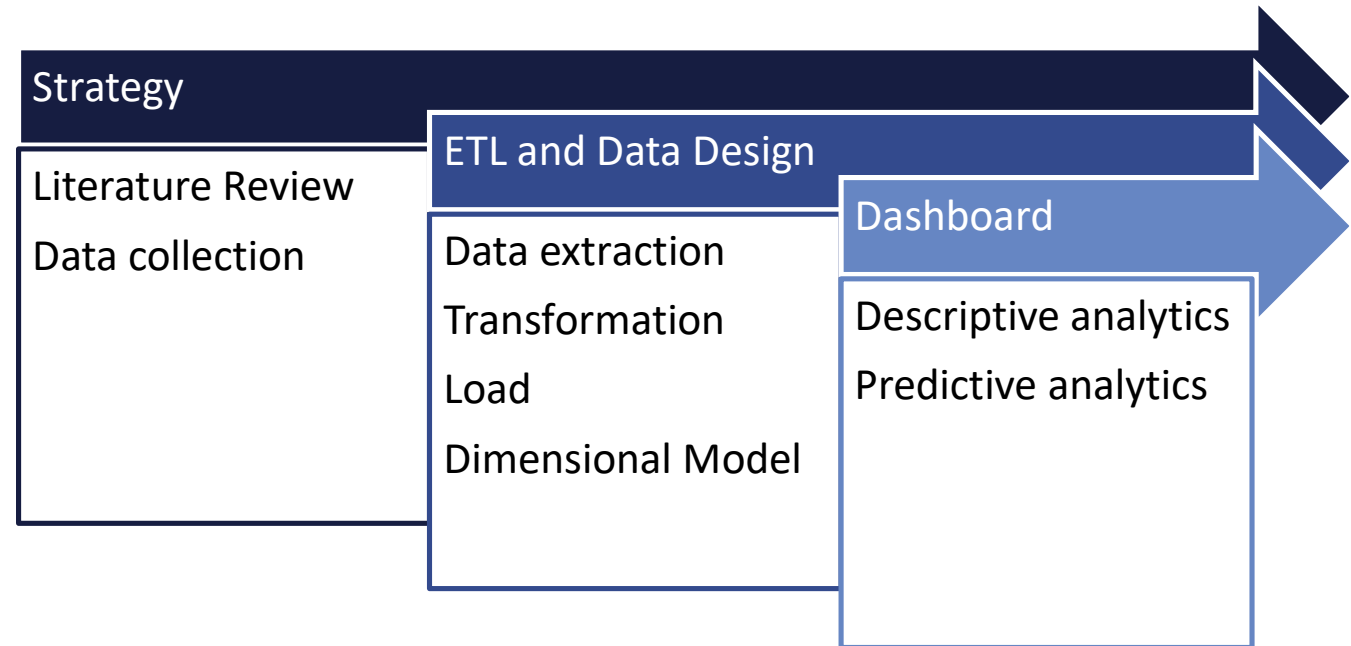 Strategy
Literature Review
Data collection
ETL and Data Design
Data extraction
Transformation
Load
Dimensional Model
Dashboard
Descriptive analytics
Predictive analytics